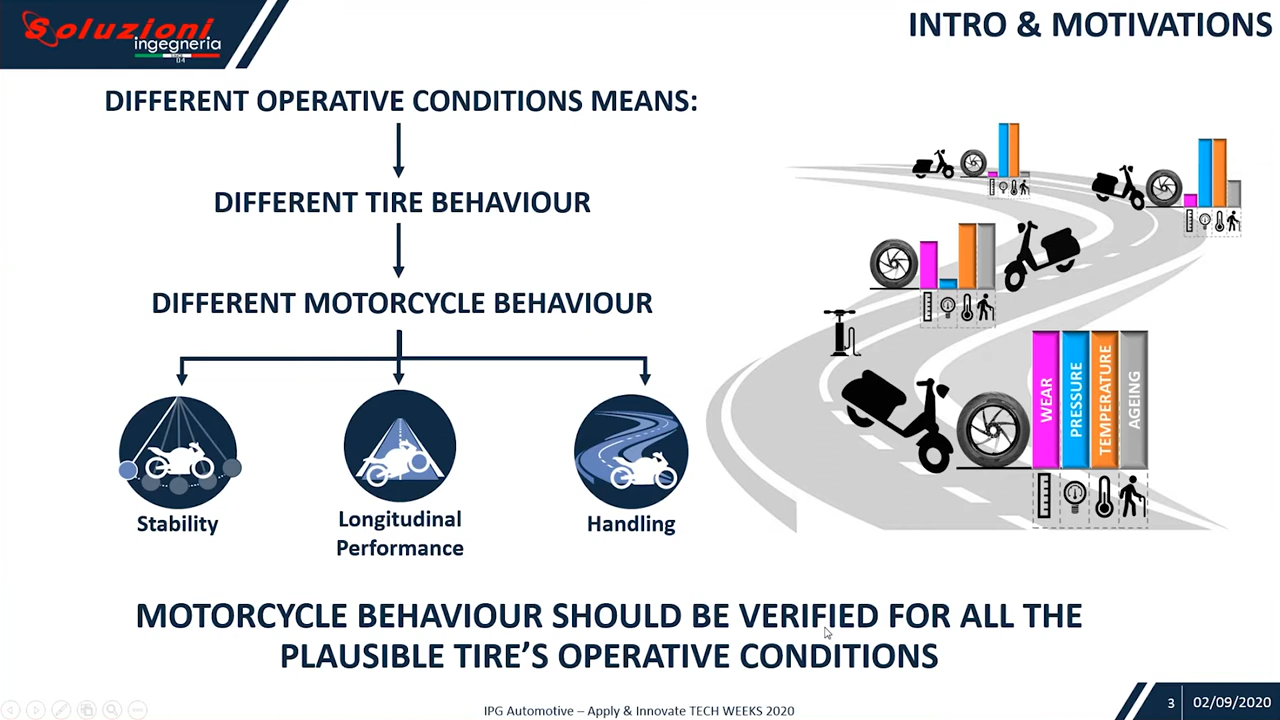 Soluzioni
ingegneria
SINCE
04
INTRO & MOTIVATIONS
DIFFERENT OPERATIVE CONDITIONS MEANS:
DIFFERENT TIRE BEHAVIOUR
DIFFERENT MOTORCYCLE BEHAVIOUR
Stability
Longitudinal
Performance
Handling
WEAR
PRESSURE
TEMPERATURE
AGEING
MOTORCYCLE BEHAVIOUR SHOULD BE VERIFIED FOR ALL THE
PLAUSIBLE TIRE'S OPERATIVE CONDITIONS
IPG Automotive – Apply & Innovate TECH WEEKS 2020
3
02/09/2020